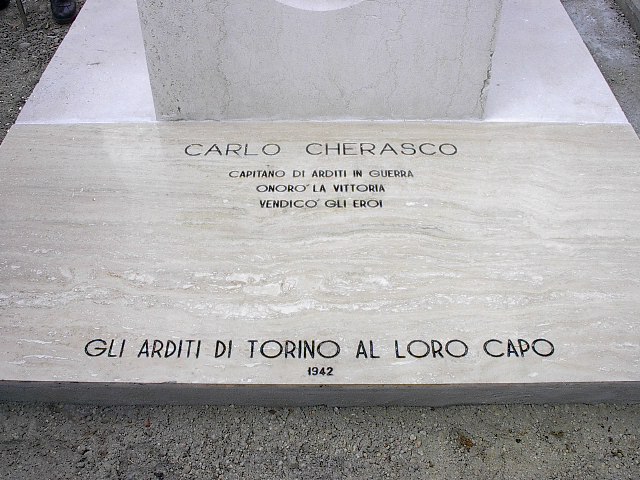 CARLO CHERASCO
CAPITANO DI ARDITI IN GUERRA
ONORO' LA VITTORIA
VENDICO' GLI EROI
GLI ARDITI DI TORINO AL LORO CAPO
1942